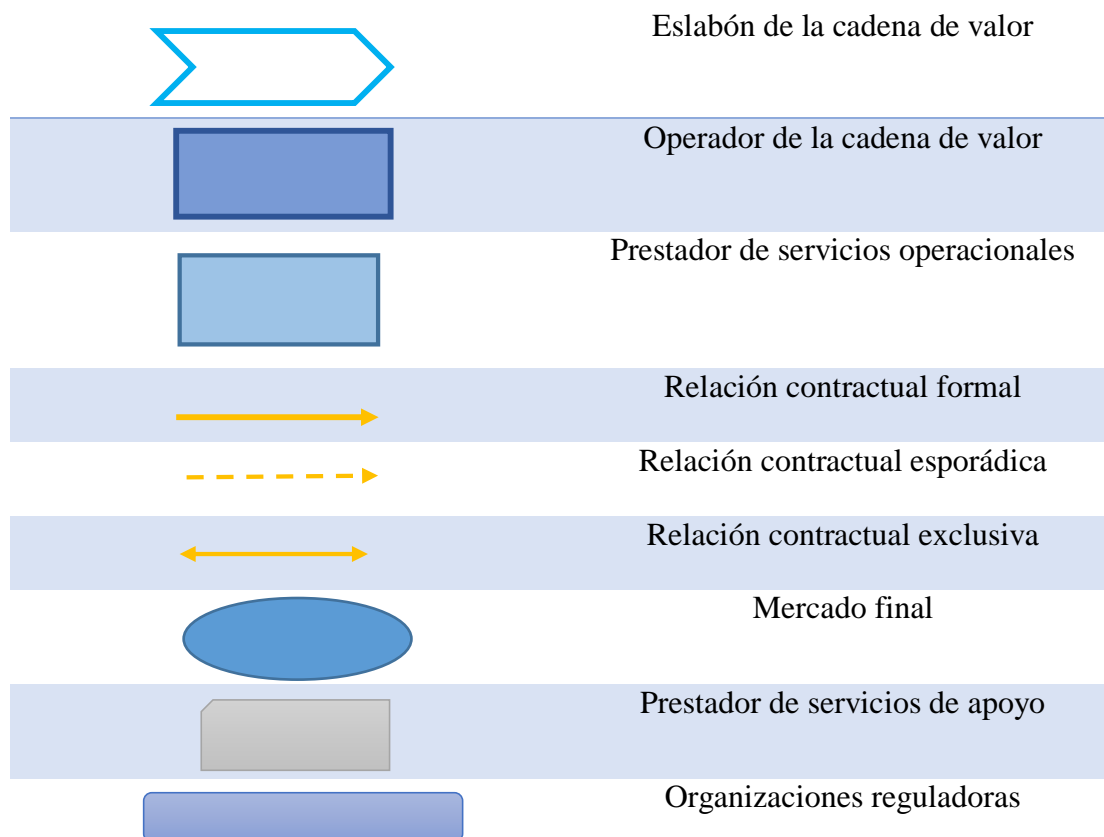 Eslabón de la cadena de valor
Operador de la cadena de valor
Prestador de servicios operacionales
Relación contractual formal
Relación contractual esporádica
Relación contractual exclusiva
Mercado final
Prestador de servicios de apoyo
Organizaciones reguladoras